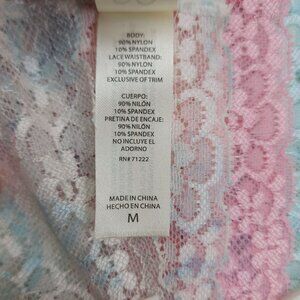 BODY:
90% NYLON
10% SPANDEX
LACE WAISTBAND:
90% NYLON
10% SPANDEX
EXCLUSIVE OF TRIM
CUERPO:
90% NILÓN
10% SPANDEX
PRETINA DE ENCAJE:
90% NILÓN
10% SPANDEX
NO INCLUYE EL
ADORNO
RN# 71222
MADE IN CHINA
HECHO EN CHINA
M